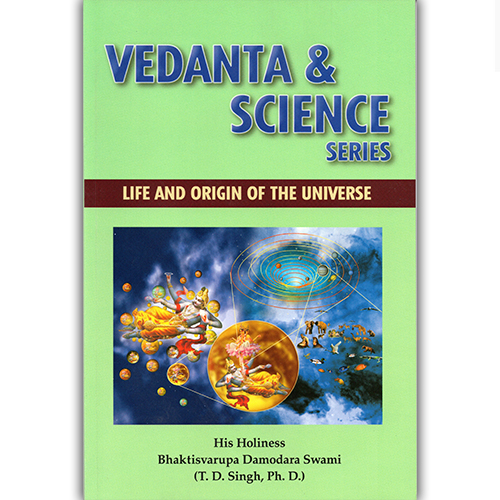 VEDANTA &
SCIENCE
SERIES
LIFE AND ORIGIN OF THE UNIVERSE
His Holiness
Bhaktisvarupa Damodara Swami
(T. D. Singh, Ph. D.)